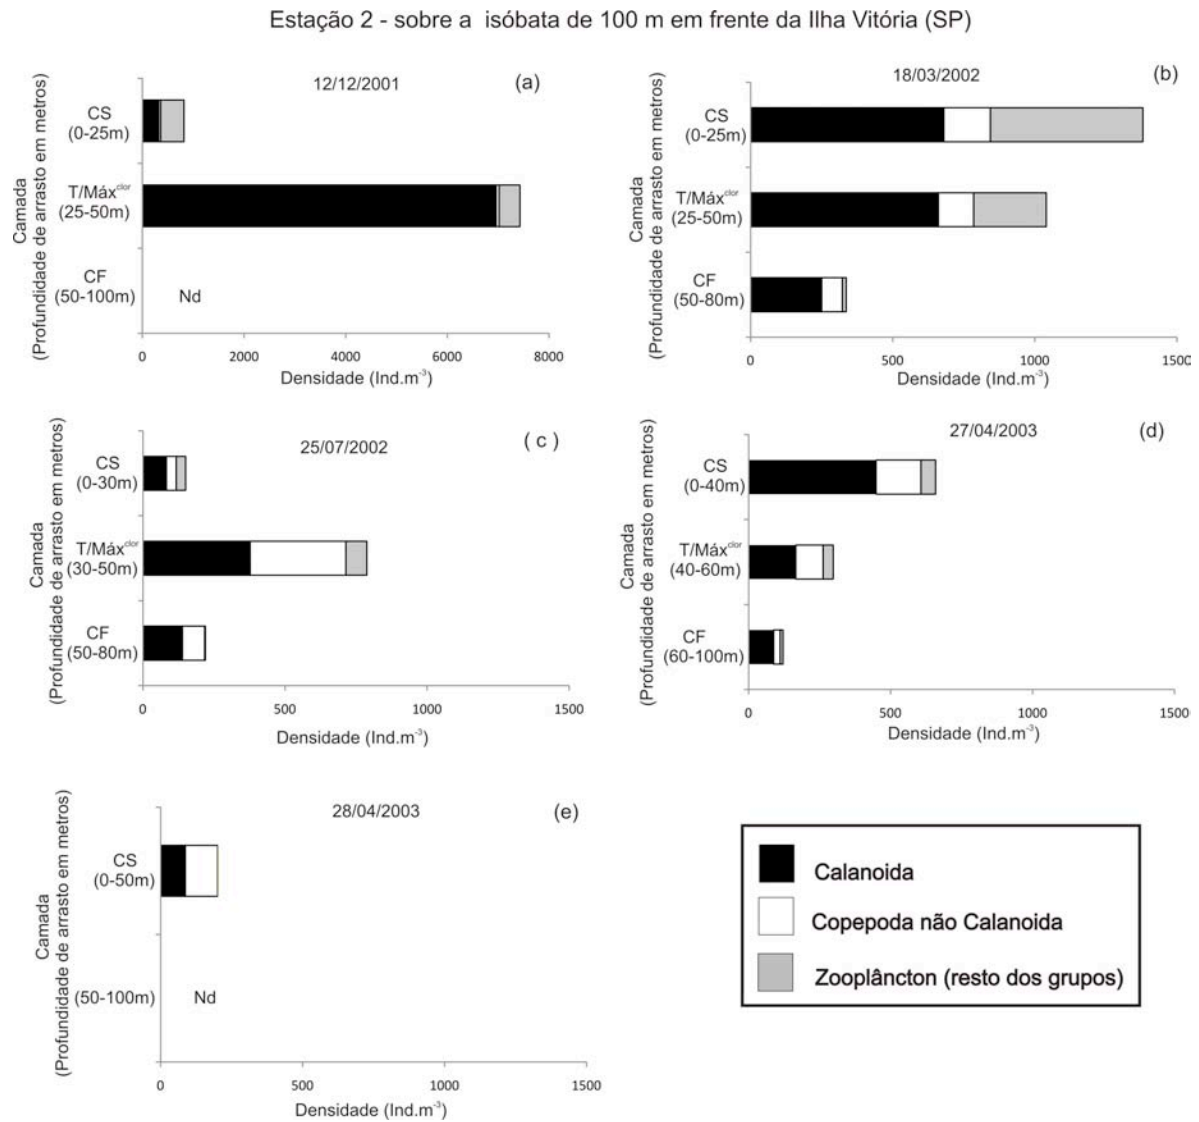 Estação 2 - sobre a  isóbata de 100 m em frente da Ilha Vitória (SP)
12/12/2001
(a)
Camada
(Profundidade de arrasto em metros)
CS
(0-25m)
T/Máx^clor
(25-50m)
CF
(50-100m)
Nd
0 2000 4000 6000 8000
Densidade (Ind.m^-3)
18/03/2002
(b)
Camada
(Profundidade de arrasto em metros)
CS
(0-25m)
T/Máx^clor
(25-50m)
CF
(50-80m)
0 500 1000 1500
Densidade (Ind.m^-3)
25/07/2002
( c )
Camada
(Profundidade de arrasto em metros)
CS
(0-30m)
T/Máx^clor
(30-50m)
CF
(50-80m)
0 500 1000 1500
Densidade (Ind.m^-3)
27/04/2003
(d)
Camada
(Profundidade de arrasto em metros)
CS
(0-40m)
T/Máx^clor
(40-60m)
CF
(60-100m)
0 500 1000 1500
Densidade (Ind.m^-3)
28/04/2003
(e)
Camada
(Profundidade de arrasto em metros)
CS
(0-50m)
(50-100m)
Nd
0 500 1000 1500
Densidade (Ind.m^-3)
Calanoida
Copepoda não Calanoida
Zooplâncton (resto dos grupos)